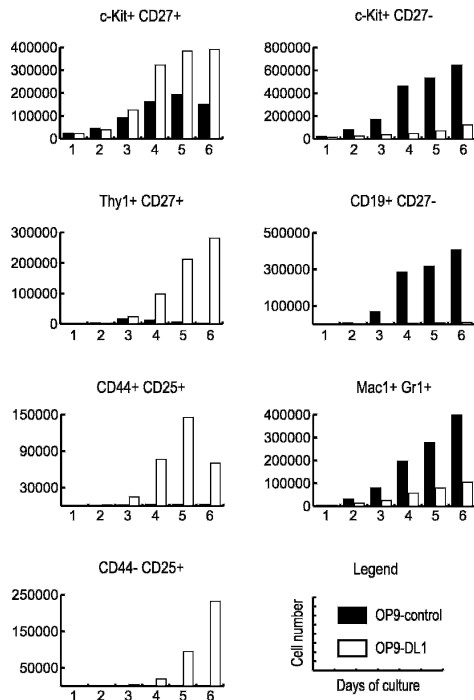 c-Kit+ CD27+
400000
300000
200000
100000
0
1 2 3 4 5 6
c-Kit+ CD27-
800000
600000
400000
200000
0
1 2 3 4 5 6
Thy1+ CD27+
300000
200000
100000
0
1 2 3 4 5 6
CD19+ CD27-
500000
300000
100000
1 2 3 4 5 6
CD44+ CD25+
150000
90000
30000
1 2 3 4 5 6
Mac1+ Gr1+
400000
300000
200000
100000
0
1 2 3 4 5 6
CD44- CD25+
250000
150000
50000
1 2 3 4 5 6
Legend
Cell number
OP9-control
OP9-DL1
Days of culture